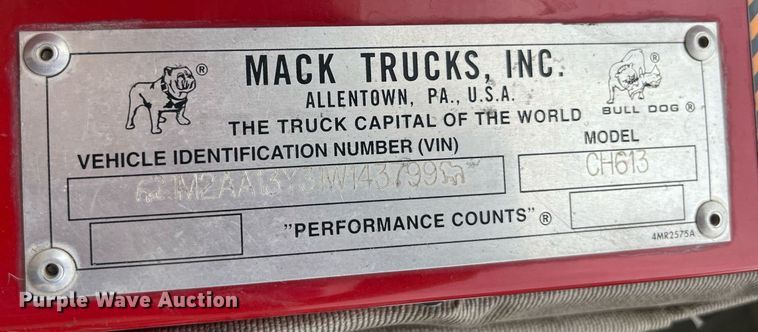 MACK TRUCKS, INC.
ALLENTOWN, PA., U.S.A.
THE TRUCK CAPITAL OF THE WORLD
BULL DOG ®
®
VEHICLE IDENTIFICATION NUMBER (VIN)
MODEL
1M2AA13Y31W143799
CH613
"PERFORMANCE COUNTS"®
4MR2575A
Purple Wave Auction